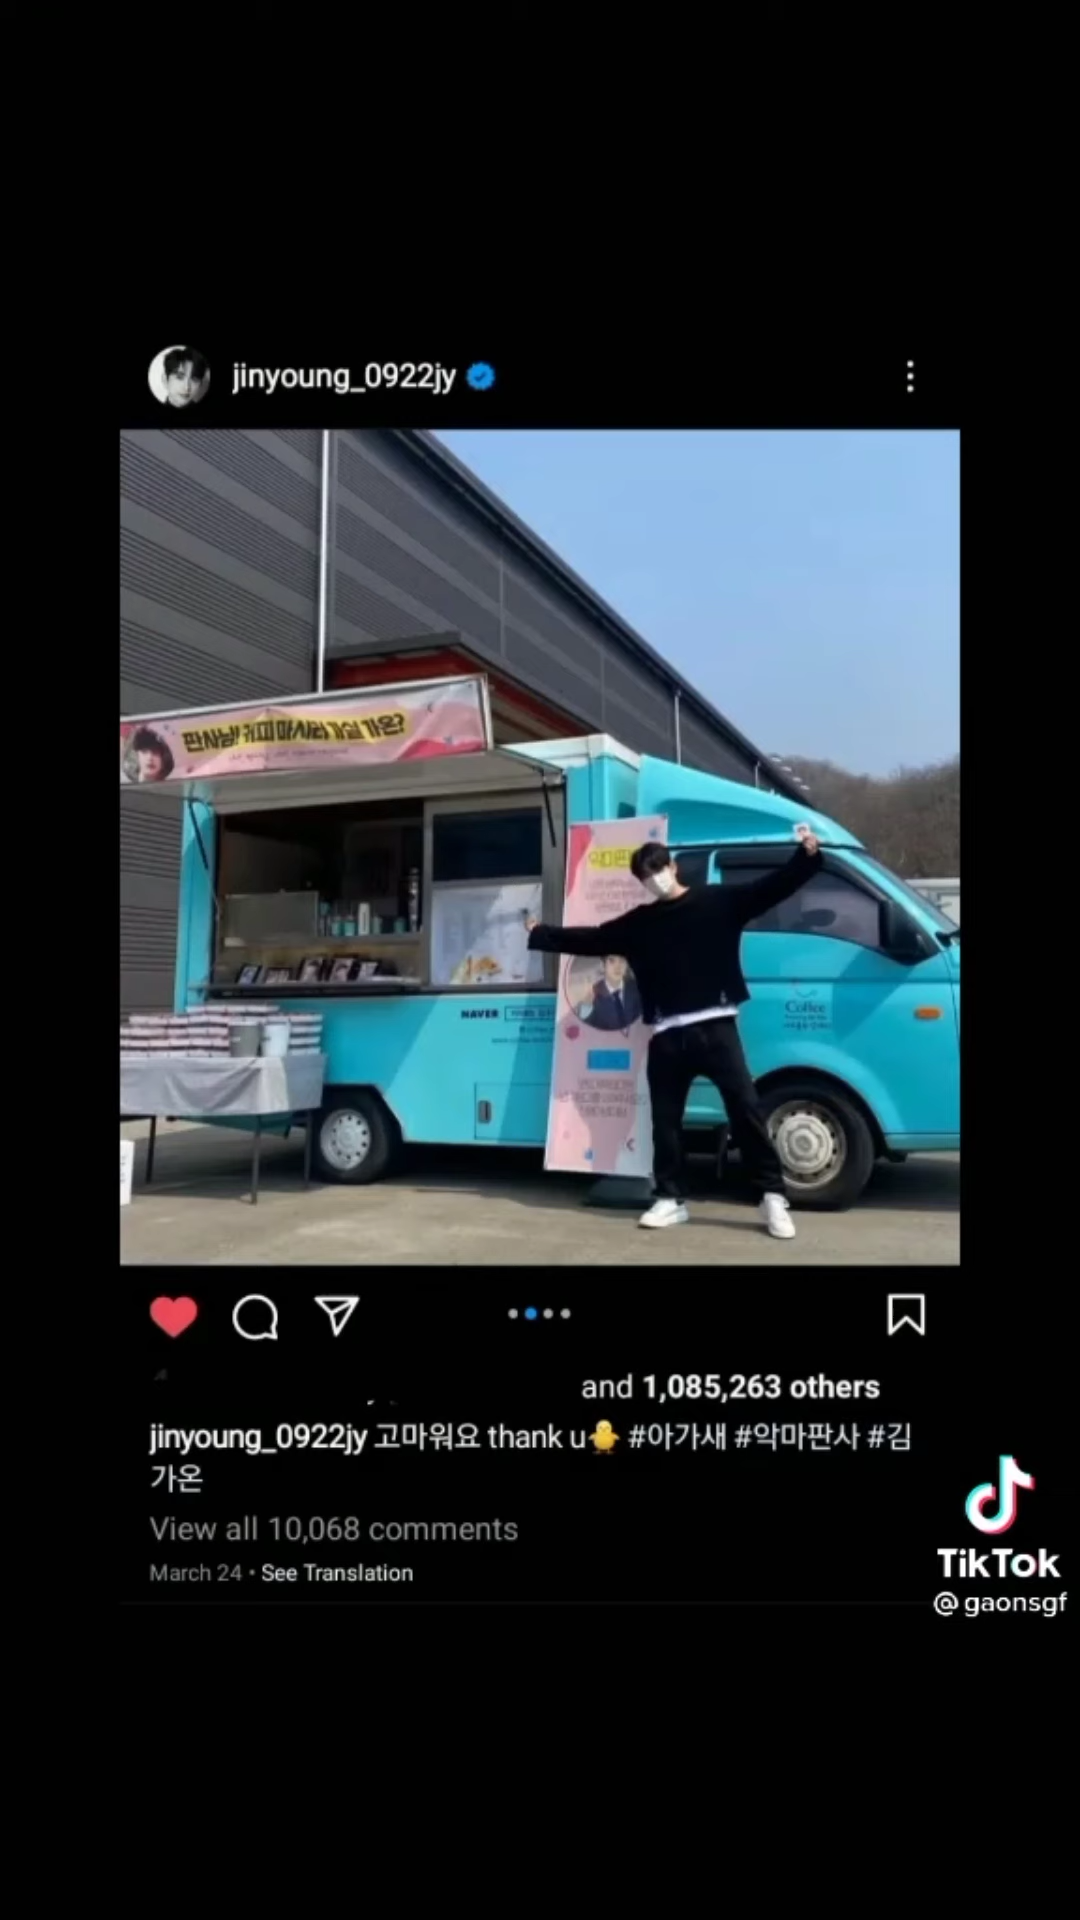 jinyoung_0922jy
판사님! 커피 마시러 가실 가온?
NAVER
Coffee
and 1,085,263 others
jinyoung_0922jy 고마워요 thank u🐥 #아가새 #악마판사 #김
가온
View all 10,068 comments
March 24 • See Translation
TikTok
@gaonsgf